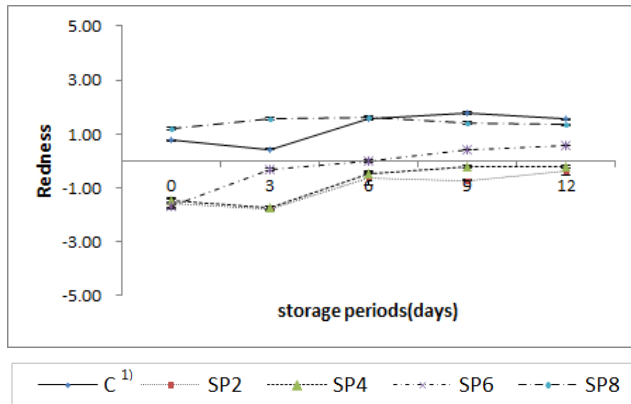 5.00
3.00
1.00
-1.00
-3.00
-5.00
Redness
0 3 6 9 12
storage periods(days)
C 1) SP2 SP4 SP6 SP8